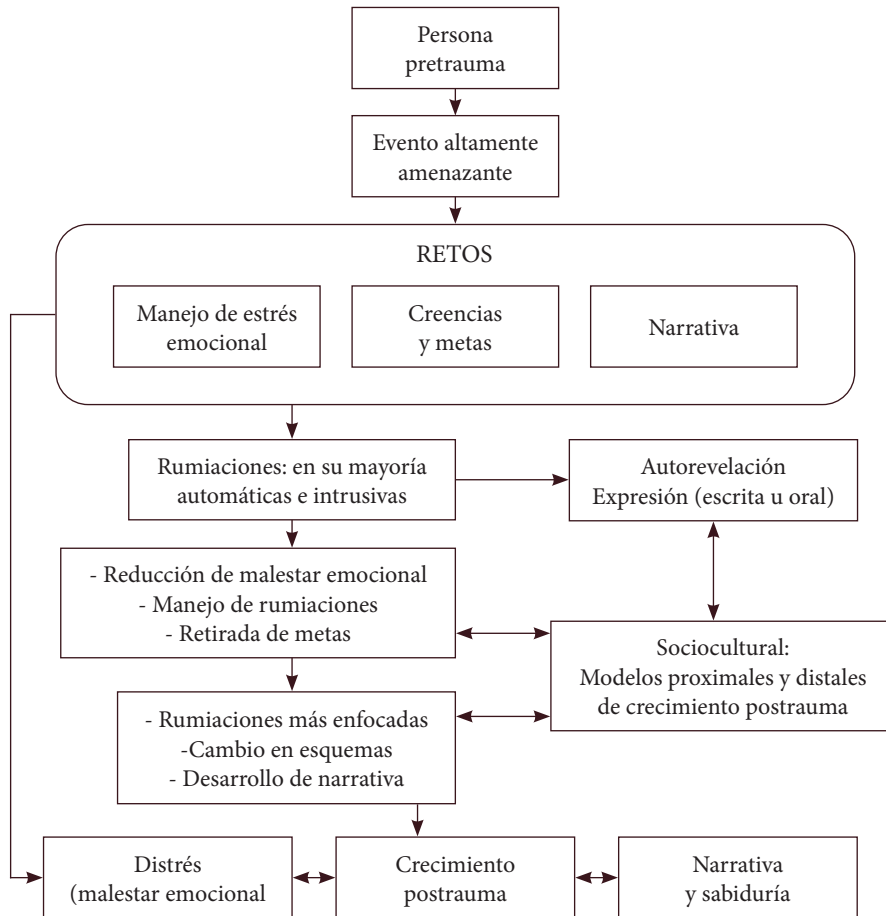 Persona
pretrauma
Evento altamente
amenazante
RETOS
Manejo de estrés
emocional
Creencias
y metas
Narrativa
Rumiaciones: en su mayoría
automáticas e intrusivas
Autorevelación
Expresión (escrita u oral)
- Reducción de malestar emocional
- Manejo de rumiaciones
- Retirada de metas
Sociocultural:
Modelos proximales y distales
de crecimiento postrauma
- Rumiaciones más enfocadas
-Cambio en esquemas
- Desarrollo de narrativa
Distrés
(malestar emocional
Crecimiento
postrauma
Narrativa
y sabiduría